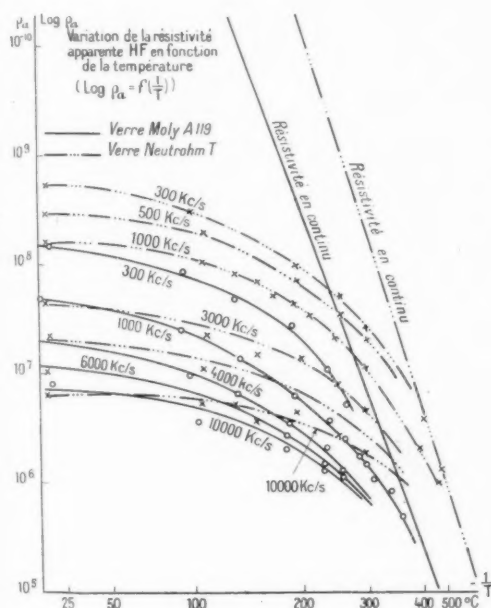 ρa Log ρa
10⁻¹⁰
Variation de la résistivité
apparente HF en fonction
de la température
(Log ρa = f(1/T))
Verre Moly A119
Verre Neutrohm T
Résistivité en continu
Résistivité en continu
10⁹
300 Kc/s
500 Kc/s
1000 Kc/s
10⁸
300 Kc/s
1000 Kc/s
3000 Kc/s
10⁷
6000 Kc/s
4000 Kc/s
10000 Kc/s
10000 Kc/s
10⁶
10⁵
1/T
25 50 100 200 300 400 500 °C